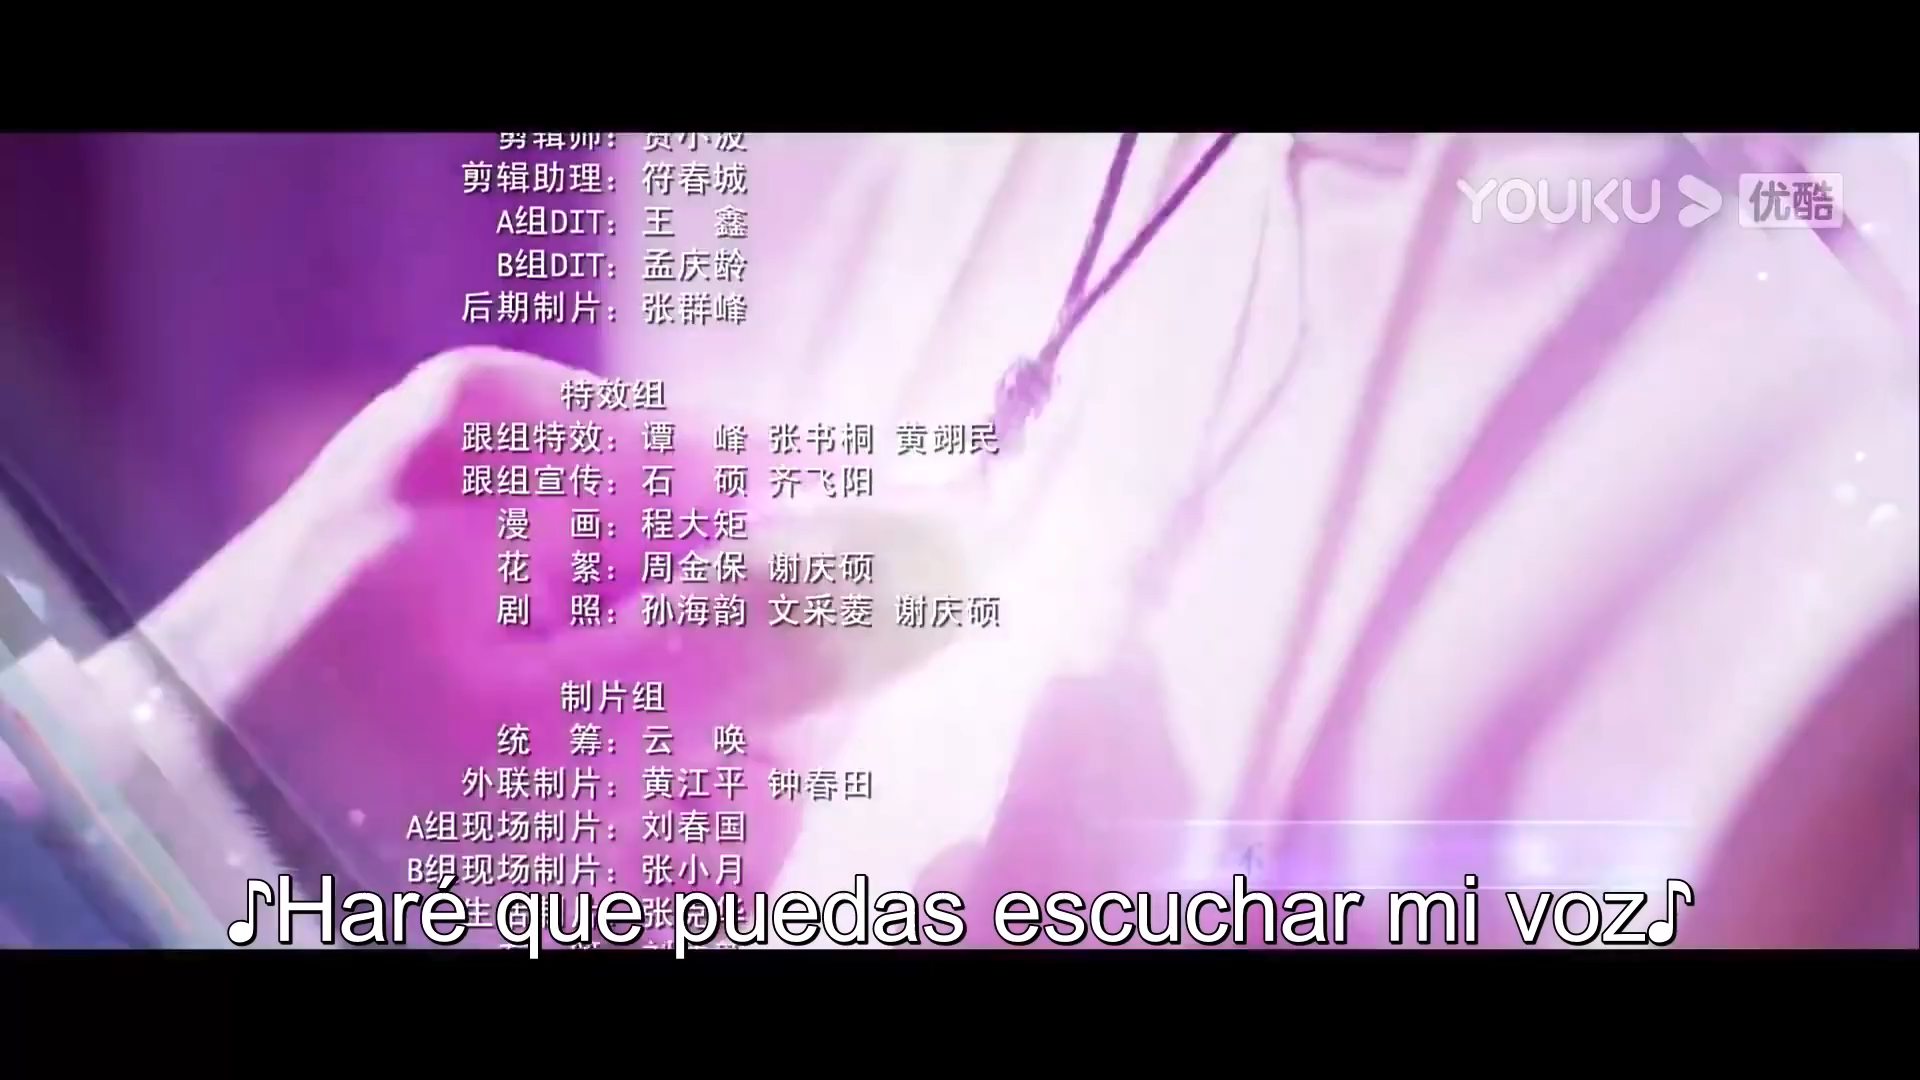 剪辑师：贾小波
YOUKU 优酷
剪辑助理：符春城
A组DIT：王 鑫
B组DIT：孟庆龄
后期制片：张群峰
特效组
跟组特效：谭 峰 张书桐 黄翊民
跟组宣传：石 硕 齐飞阳
漫 画：程大矩
花 絮：周金保 谢庆硕
剧 照：孙海韵 文采菱 谢庆硕
制片组
统 筹：云 唤
外联制片：黄江平 钟春田
A组现场制片：刘春国
B组现场制片：张小月
♪Haré que puedas escuchar mi voz♪